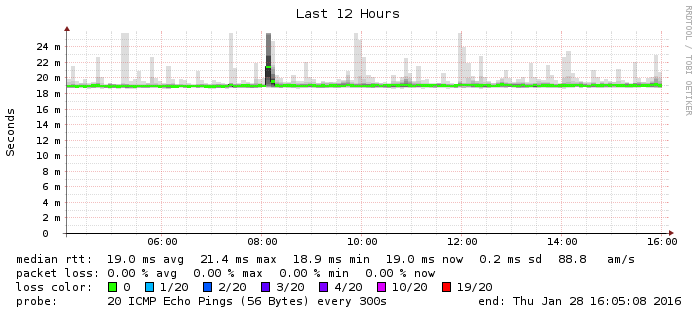 Last 12 Hours
RRDTOOL / TOBI OETIKER
Seconds
24 m
22 m
20 m
18 m
16 m
14 m
12 m
10 m
8 m
6 m
4 m
2 m
0
06:00 08:00 10:00 12:00 14:00 16:00
median rtt: 19.0 ms avg 21.4 ms max 18.9 ms min 19.0 ms now 0.2 ms sd 88.8 am/s
packet loss: 0.00 % avg 0.00 % max 0.00 % min 0.00 % now
loss color: 0 1/20 2/20 3/20 4/20 10/20 19/20
probe: 20 ICMP Echo Pings (56 Bytes) every 300s end: Thu Jan 28 16:05:08 2016